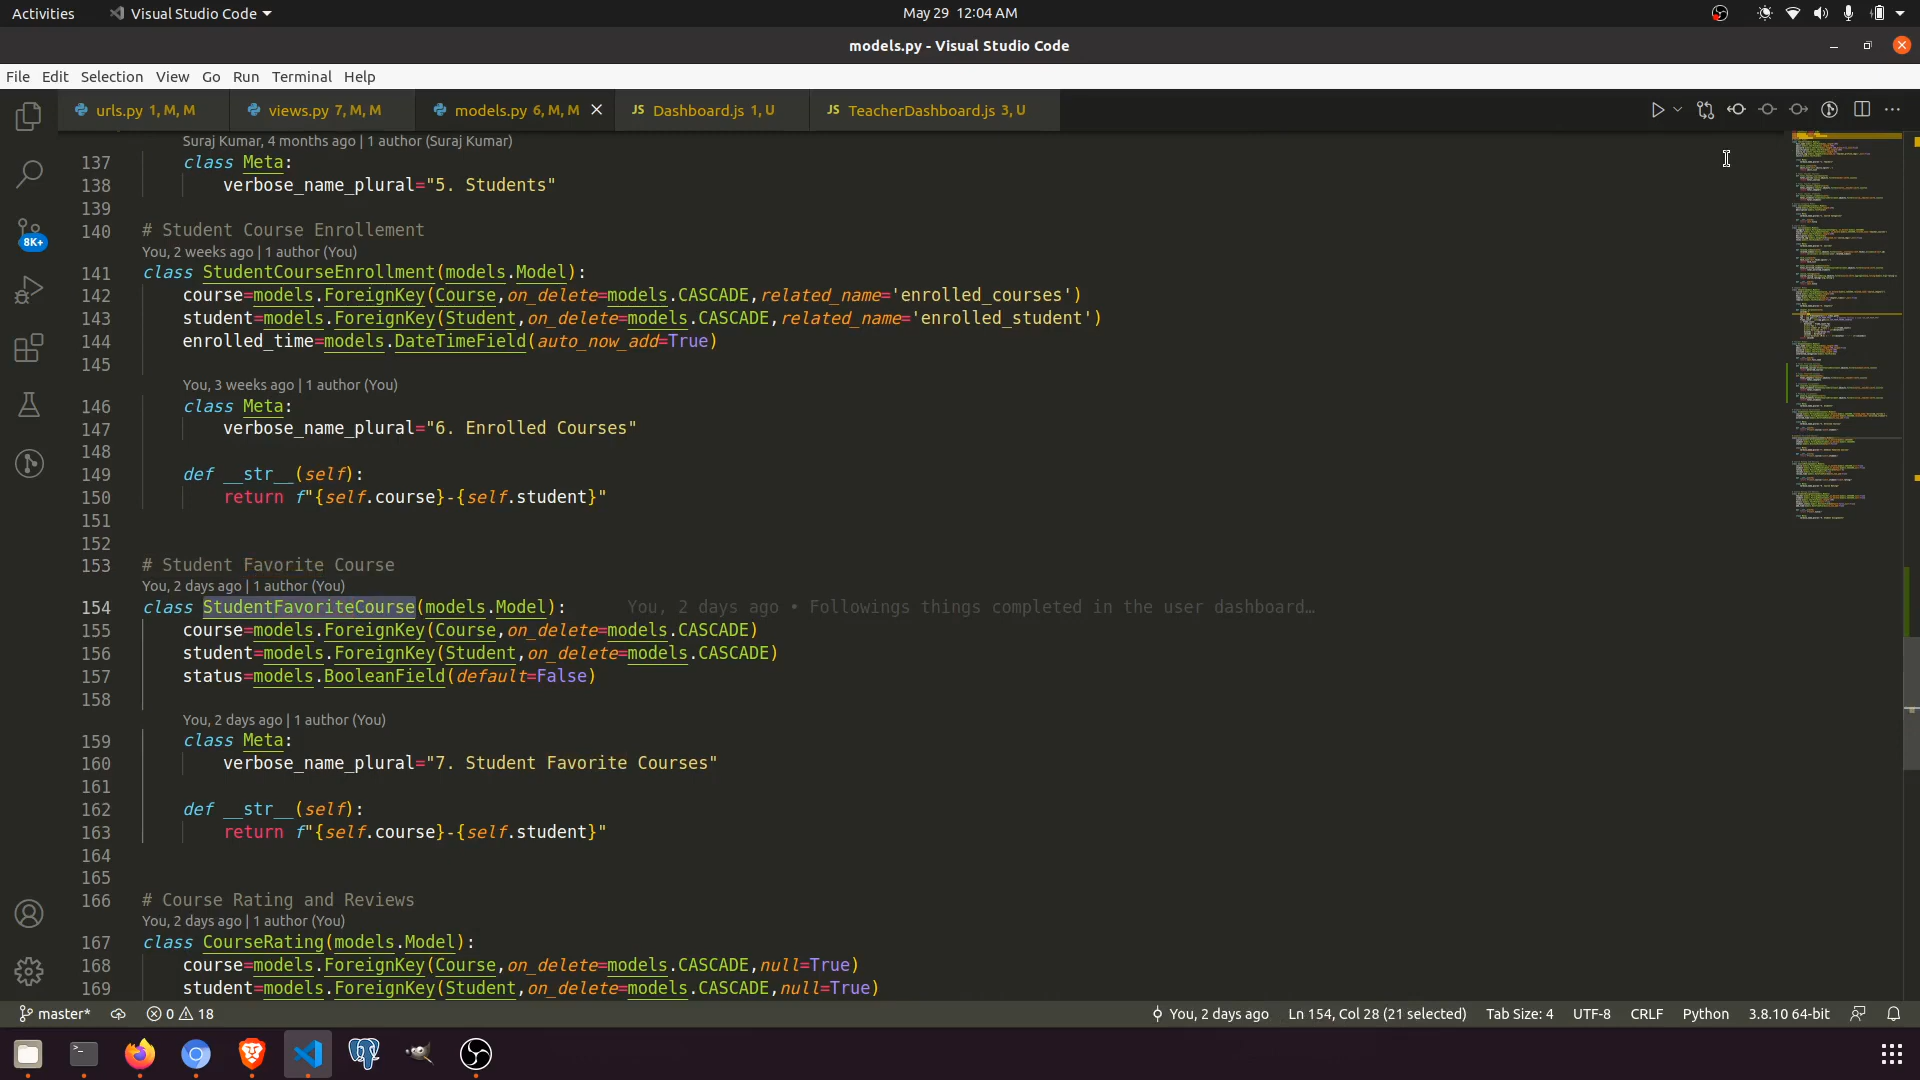 Activities Visual Studio Code May 29 12:04 AM
models.py - Visual Studio Code
File Edit Selection View Go Run Terminal Help
urls.py 1, M, M views.py 7, M, M models.py 6, M, M JS Dashboard.js 1, U JS TeacherDashboard.js 3, U
Suraj Kumar, 4 months ago | 1 author (Suraj Kumar)
137 class Meta:
138 verbose_name_plural="5. Students"
139
140 # Student Course Enrollement
You, 2 weeks ago | 1 author (You)
141 class StudentCourseEnrollment(models.Model):
142 course=models.ForeignKey(Course,on_delete=models.CASCADE,related_name='enrolled_courses')
143 student=models.ForeignKey(Student,on_delete=models.CASCADE,related_name='enrolled_student')
144 enrolled_time=models.DateTimeField(auto_now_add=True)
145
You, 3 weeks ago | 1 author (You)
146 class Meta:
147 verbose_name_plural="6. Enrolled Courses"
148
149 def __str__(self):
150 return f"{self.course}-{self.student}"
151
152
153 # Student Favorite Course
You, 2 days ago | 1 author (You)
154 class StudentFavoriteCourse(models.Model): You, 2 days ago • Followings things completed in the user dashboard…
155 course=models.ForeignKey(Course,on_delete=models.CASCADE)
156 student=models.ForeignKey(Student,on_delete=models.CASCADE)
157 status=models.BooleanField(default=False)
158
You, 2 days ago | 1 author (You)
159 class Meta:
160 verbose_name_plural="7. Student Favorite Courses"
161
162 def __str__(self):
163 return f"{self.course}-{self.student}"
164
165
166 # Course Rating and Reviews
You, 2 days ago | 1 author (You)
167 class CourseRating(models.Model):
168 course=models.ForeignKey(Course,on_delete=models.CASCADE,null=True)
169 student=models.ForeignKey(Student,on_delete=models.CASCADE,null=True)
8K+
master* 0 18 You, 2 days ago Ln 154, Col 28 (21 selected) Tab Size: 4 UTF-8 CRLF Python 3.8.10 64-bit